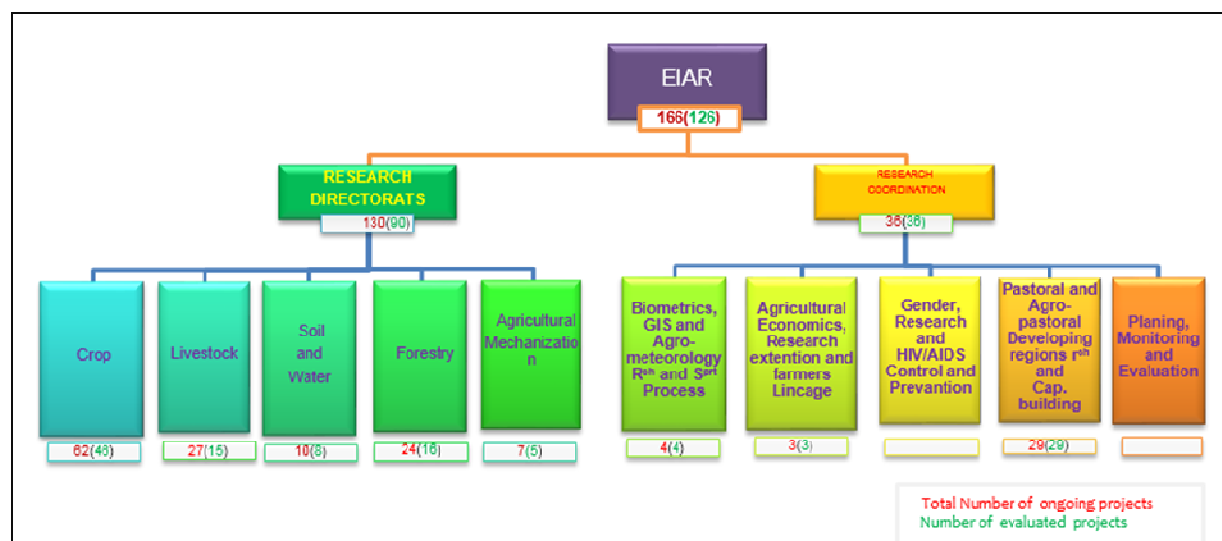 EIAR
166(126)
RESEARCH
DIRECTORATS
130(90)
RESEARCH
COORDINATION
36(36)
Crop
62(46)
Livestock
27(15)
Soil
and
Water
10(8)
Forestry
24(16)
Agricultural
Mechanizatio
n
7(5)
Biometrics,
GIS and
Agro-
meteorology
Rˢʰ and Sᵖʳᵗ
Process
4(4)
Agricultural
Economics,
Research
extention and
farmers
Lincage
3(3)
Gender,
Research
and
HIV/AIDS
Control and
Prevantion
Pastoral and
Agro-
pastoral
Developing
regions rˢʰ
and
Cap.
building
29(29)
Planing,
Monitoring
and
Evaluation
Total Number of ongoing projects
Number of evaluated projects